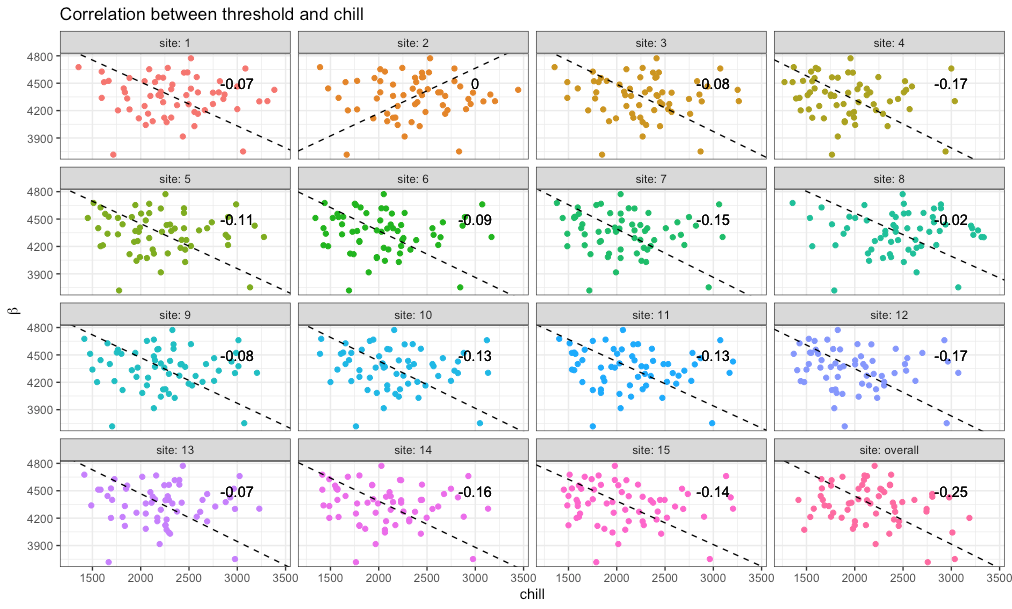 Correlation between threshold and chill
site: 1 site: 2 site: 3 site: 4
4800
4500 -0.07 0 -0.08 -0.17
4200
3900
site: 5 site: 6 site: 7 site: 8
4800
4500 -0.11 -0.09 -0.15 -0.02
4200
3900
β
site: 9 site: 10 site: 11 site: 12
4800
4500 -0.08 -0.13 -0.13 -0.17
4200
3900
site: 13 site: 14 site: 15 site: overall
4800
4500 -0.07 -0.16 -0.14 -0.25
4200
3900
1500 2000 2500 3000 3500 1500 2000 2500 3000 3500 1500 2000 2500 3000 3500 1500 2000 2500 3000 3500
chill